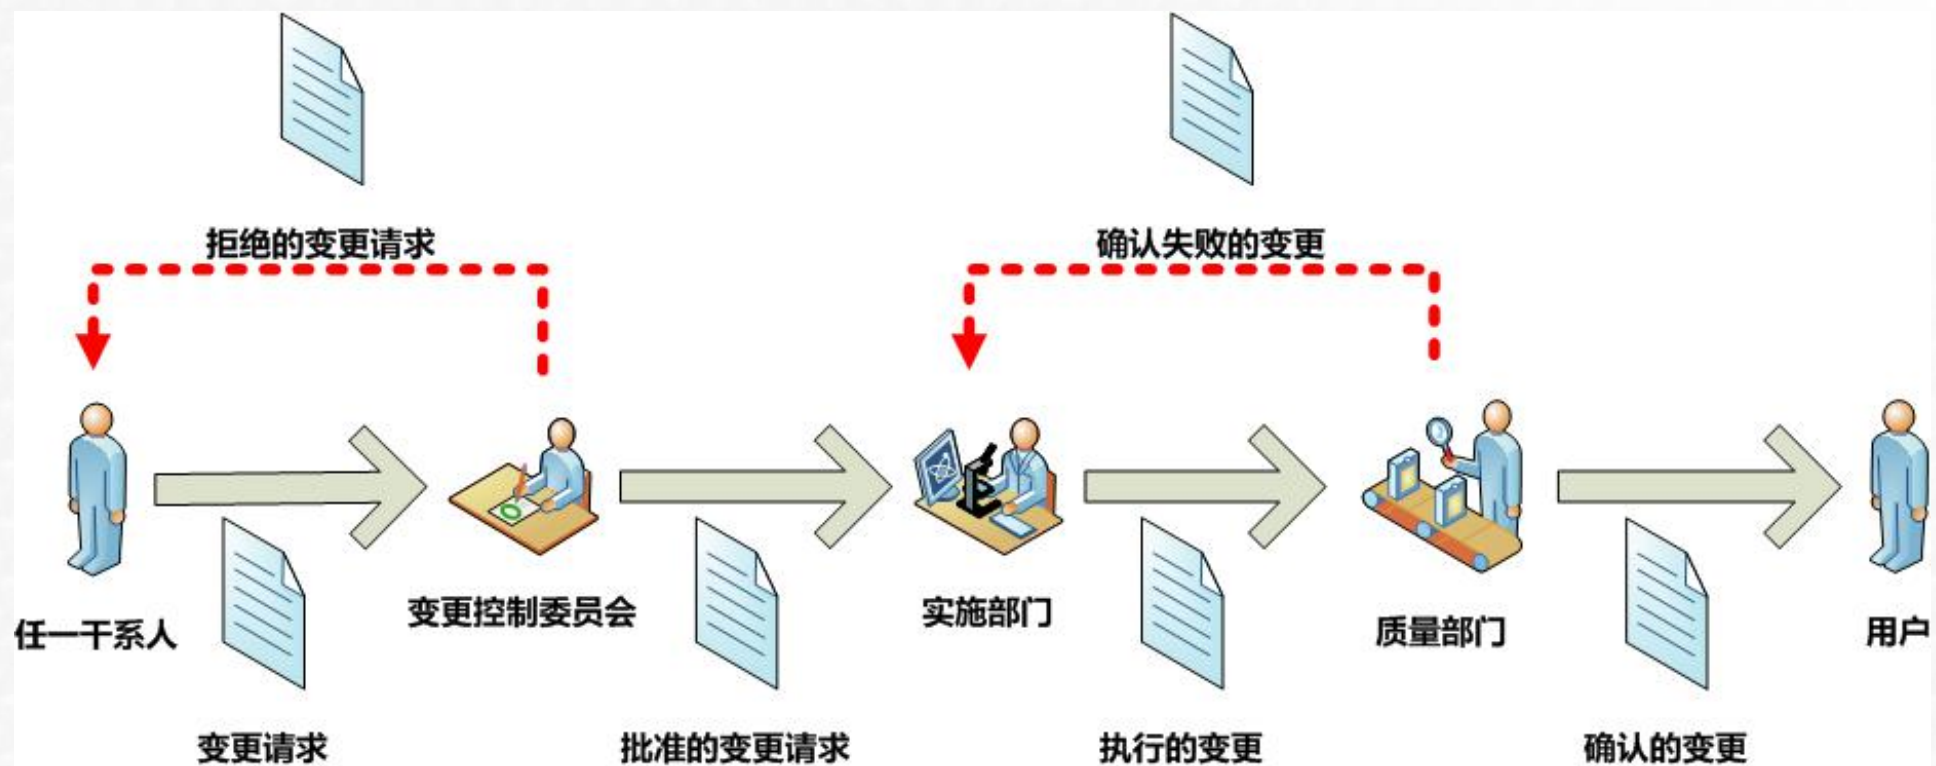 拒绝的变更请求
确认失败的变更
任一干系人
变更控制委员会
实施部门
质量部门
用户
变更请求
批准的变更请求
执行的变更
确认的变更